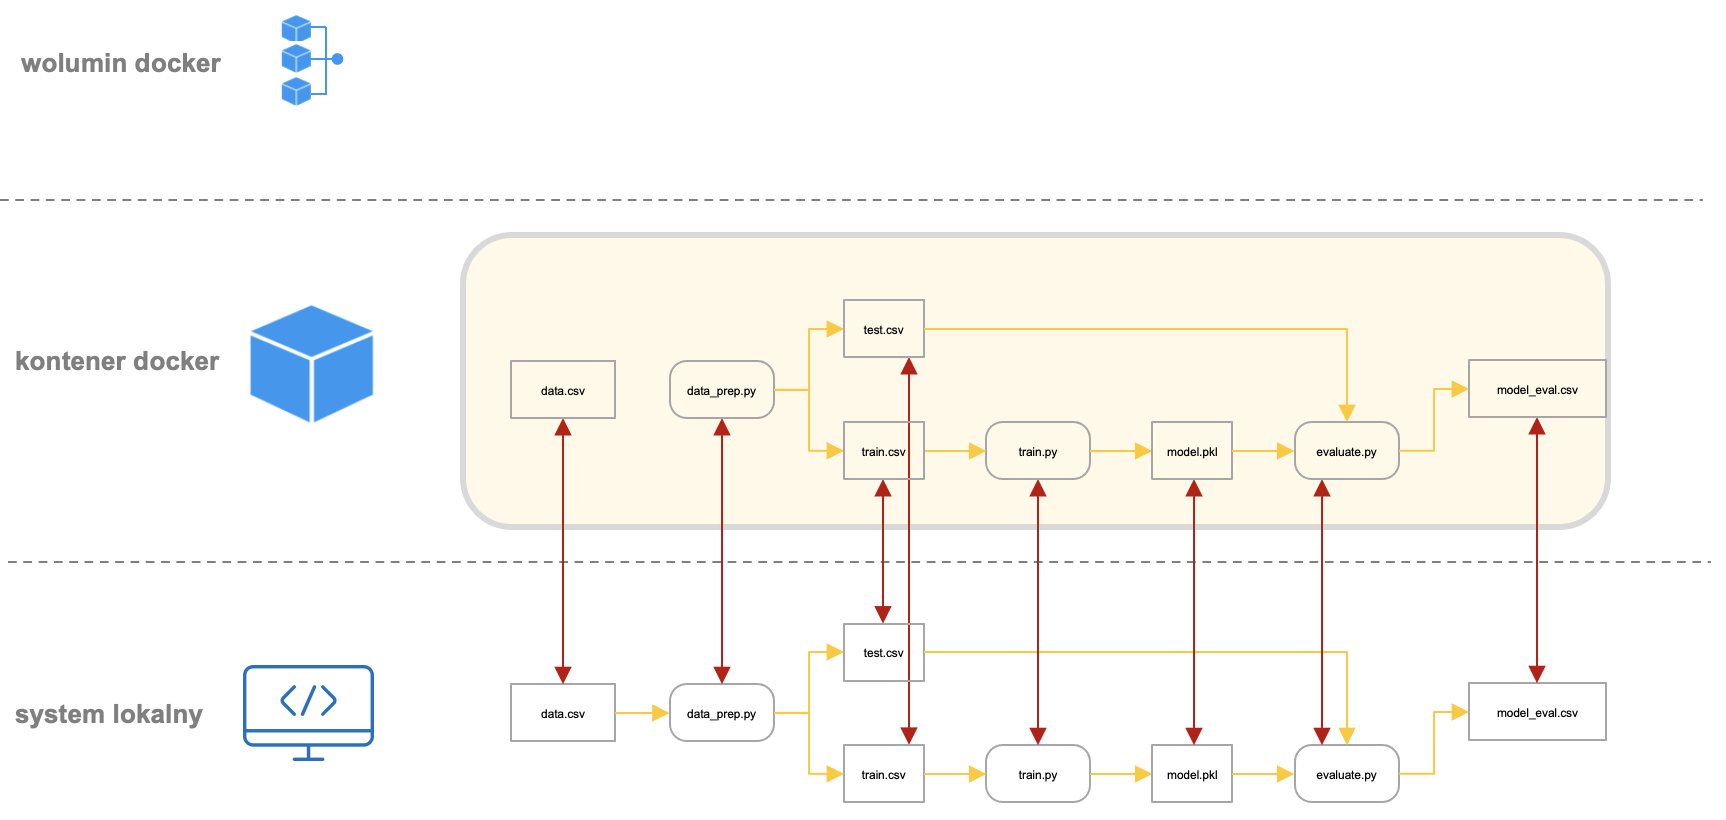 wolumin docker
kontener docker
test.csv
data.csv
data_prep.py
model_eval.csv
train.csv
train.py
model.pkl
evaluate.py
system lokalny
</>
test.csv
data.csv
data_prep.py
model_eval.csv
train.csv
train.py
model.pkl
evaluate.py